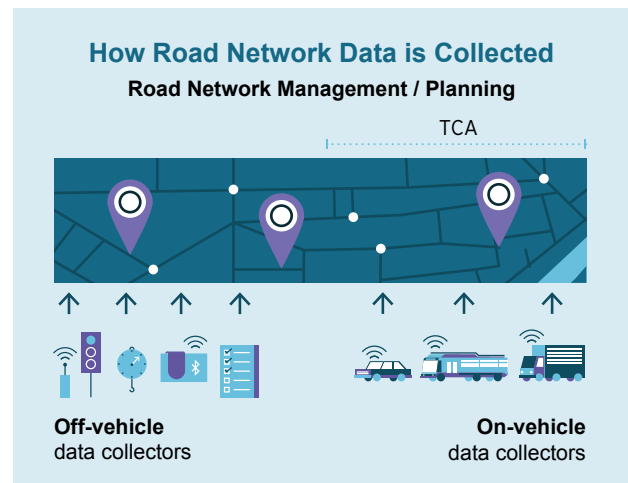 How Road Network Data is Collected
Road Network Management / Planning
TCA
Off-vehicle
data collectors
On-vehicle
data collectors